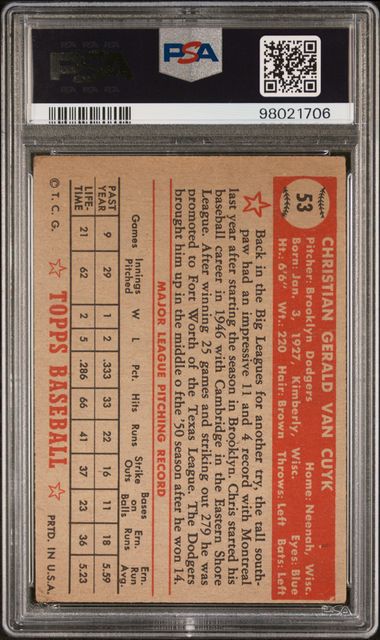 PSA
PSA
98021706
53
CHRISTIAN GERALD VAN CUYK
Pitcher: Brooklyn Dodgers Home: Neenah, Wisc.
Born: Jan. 3, 1927, Kimberly, Wisc. Eyes: Blue
Ht.: 6'6" Wt.: 220 Hair: Brown Throws: Left Bats: Left
Back in the Big Leagues for another try, the tall south-
paw had an impressive 11 and 4 record with Montreal
last year after starting the season in Brooklyn. Chris started his
baseball career in 1946 with Cambridge in the Eastern Shore
League. After winning 25 games and striking out 279 he was
promoted to Fort Worth of the Texas League. The Dodgers
brought him up in the middle o fthe '50 season after he won 14.
MAJOR LEAGUE PITCHING RECORD
Games Innings Pitched W L Pct. Hits Runs Strike Outs Bases on Balls Ern. Runs Ern. Run Avg.
PAST YEAR 9 29 1 2 .333 33 22 16 11 18 5.59
LIFE-TIME 21 62 2 5 .286 66 41 37 23 36 5.23
© T. C. G. TOPPS BASEBALL PRTD. IN U.S.A.